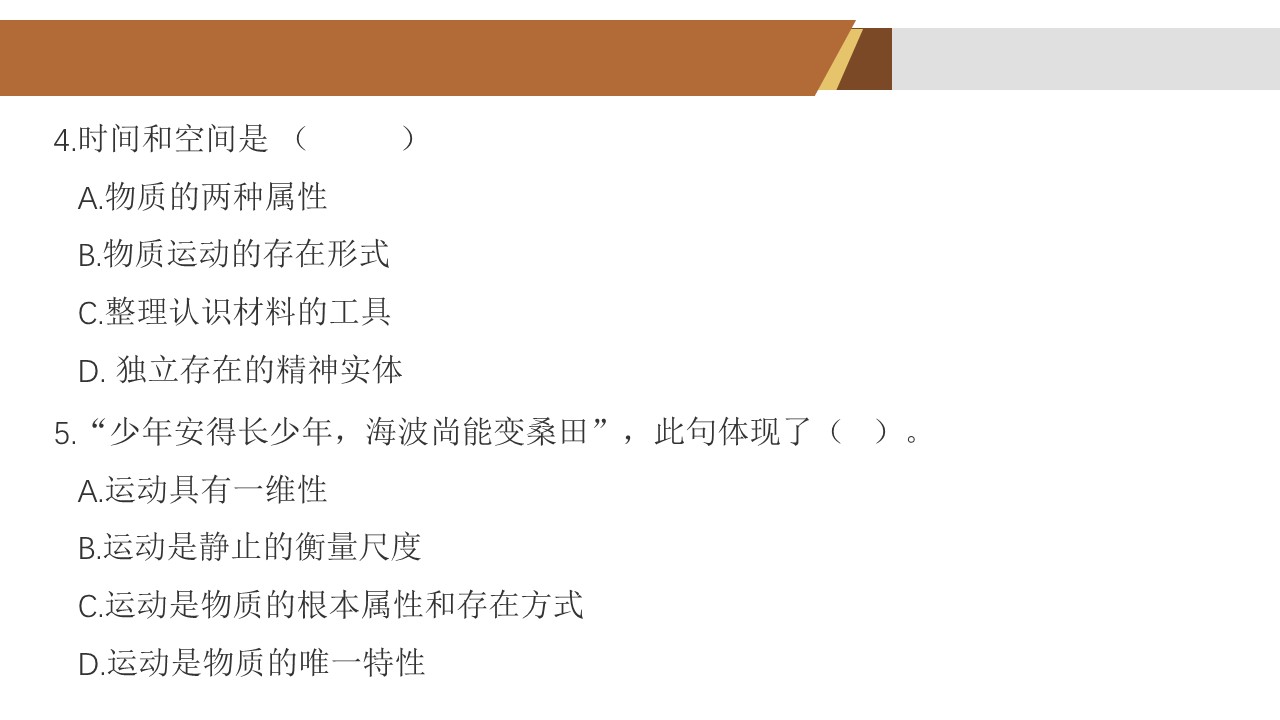 4.时间和空间是 （          ）
A.物质的两种属性
B.物质运动的存在形式
C.整理认识材料的工具
D. 独立存在的精神实体
5.“少年安得长少年，海波尚能变桑田”，此句体现了（   ）。
A.运动具有一维性
B.运动是静止的衡量尺度
C.运动是物质的根本属性和存在方式
D.运动是物质的唯一特性